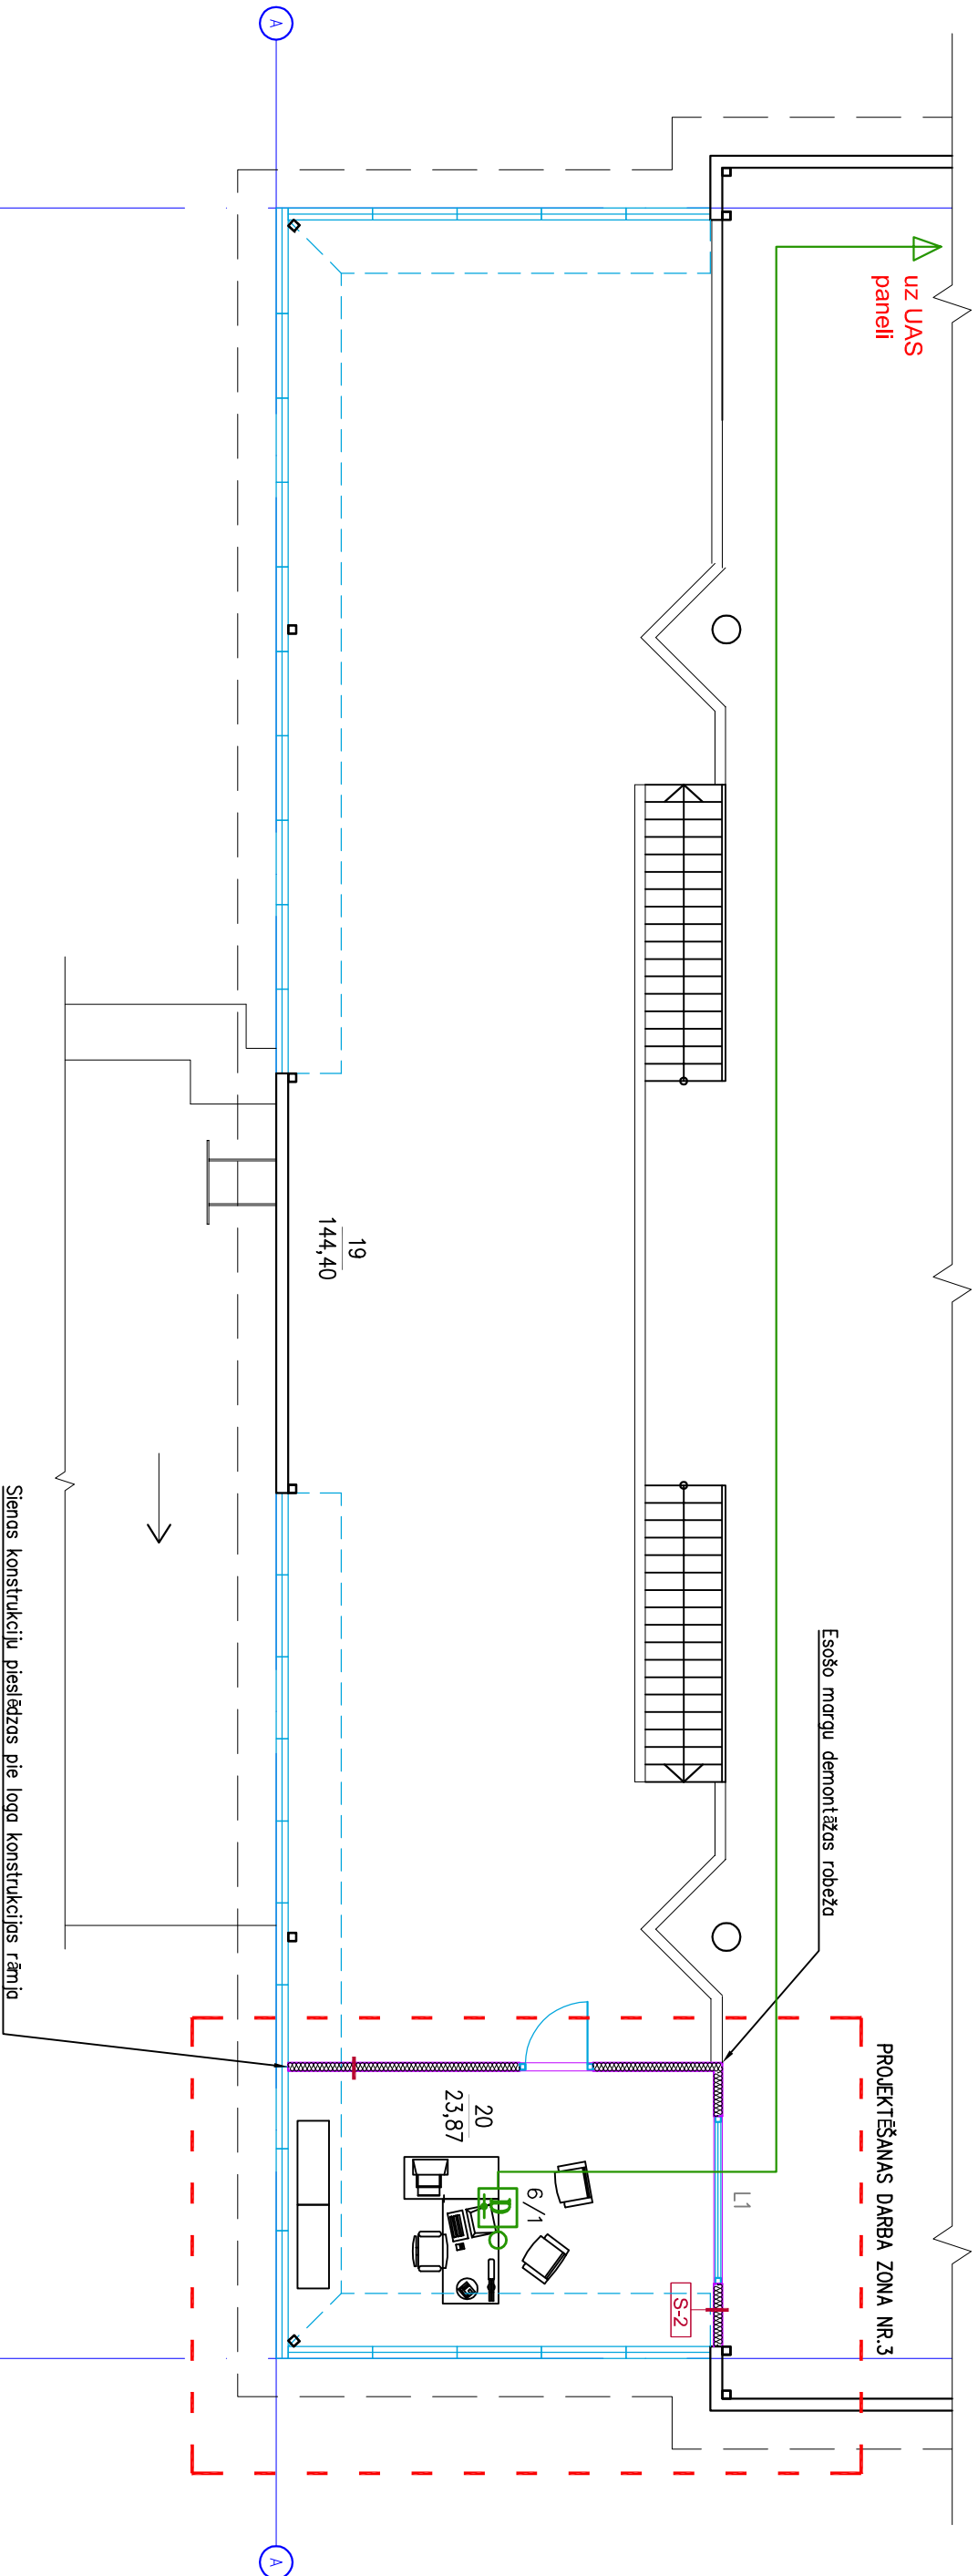 A
uz UAS
paneli
19
144,40
Esošo margu demontāžas robeža
Sienas konstrukciju pieslēdzas pie loga konstrukcijas rāmja
PROJEKTĒŠANAS DARBA ZONA NR.3
20
23,87
6/1
D
L1
S-2
A